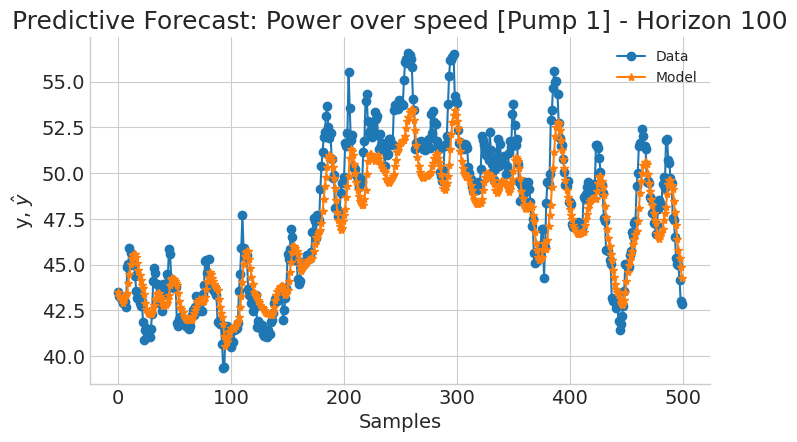 Predictive Forecast: Power over speed [Pump 1] - Horizon 100
Data
Model
y, ŷ
55.0
52.5
50.0
47.5
45.0
42.5
40.0
0 100 200 300 400 500
Samples